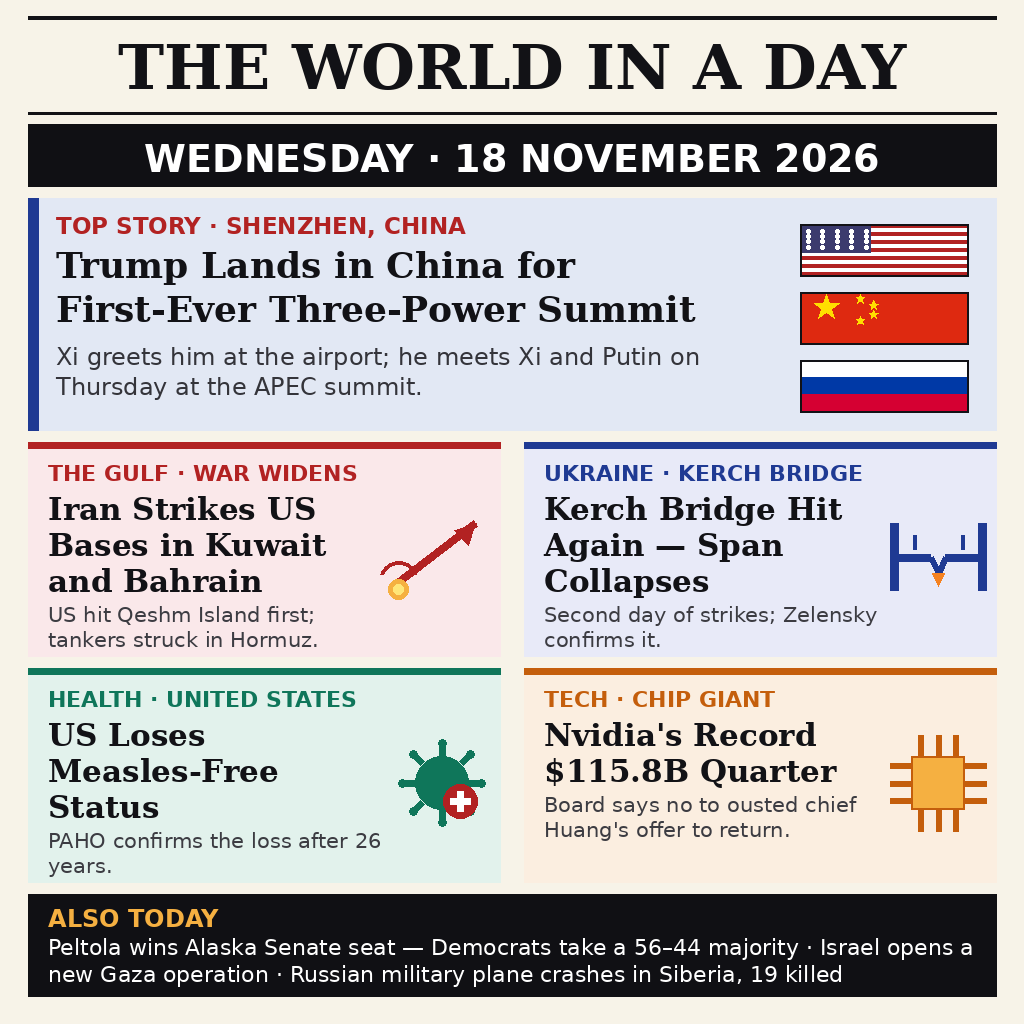 THE WORLD IN A DAY
WEDNESDAY · 18 NOVEMBER 2026
TOP STORY · SHENZHEN, CHINA
Trump Lands in China for
First-Ever Three-Power Summit
Xi greets him at the airport; he meets Xi and Putin on
Thursday at the APEC summit.
THE GULF · WAR WIDENS
Iran Strikes US
Bases in Kuwait
and Bahrain
US hit Qeshm Island first;
tankers struck in Hormuz.
UKRAINE · KERCH BRIDGE
Kerch Bridge Hit
Again — Span
Collapses
Second day of strikes; Zelensky
confirms it.
HEALTH · UNITED STATES
US Loses
Measles-Free
Status
PAHO confirms the loss after 26
years.
TECH · CHIP GIANT
Nvidia's Record
$115.8B Quarter
Board says no to ousted chief
Huang's offer to return.
ALSO TODAY
Peltola wins Alaska Senate seat — Democrats take a 56–44 majority · Israel opens a
new Gaza operation · Russian military plane crashes in Siberia, 19 killed